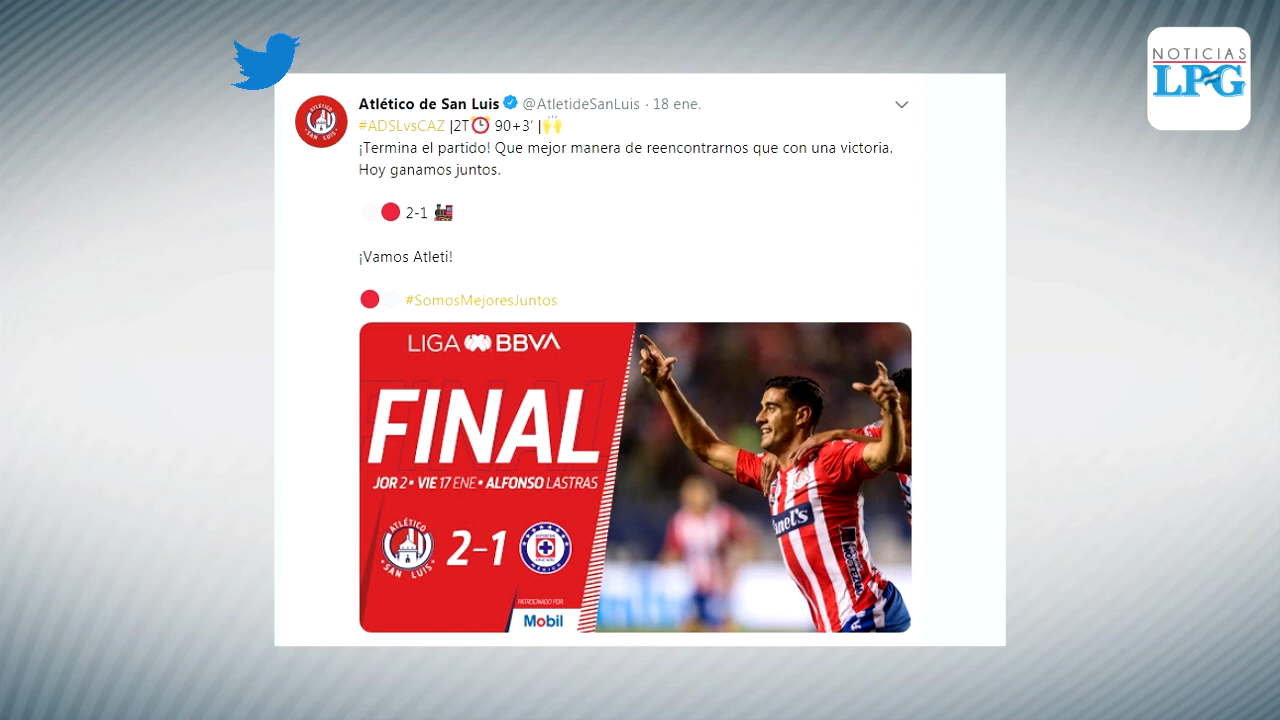 NOTICIAS
LPG
Atlético de San Luis @AtletideSanLuis · 18 ene.
#ADSLvsCAZ |2T 90+3' |
¡Termina el partido! Que mejor manera de reencontrarnos que con una victoria.
Hoy ganamos juntos.
2-1
¡Vamos Atleti!
#SomosMejoresJuntos
LIGA BBVA
FINAL
JOR 2 • VIE 17 ENE • ALFONSO LASTRAS
ATLÉTICO
SAN LUIS
2-1
PATROCINADO POR:
Mobil